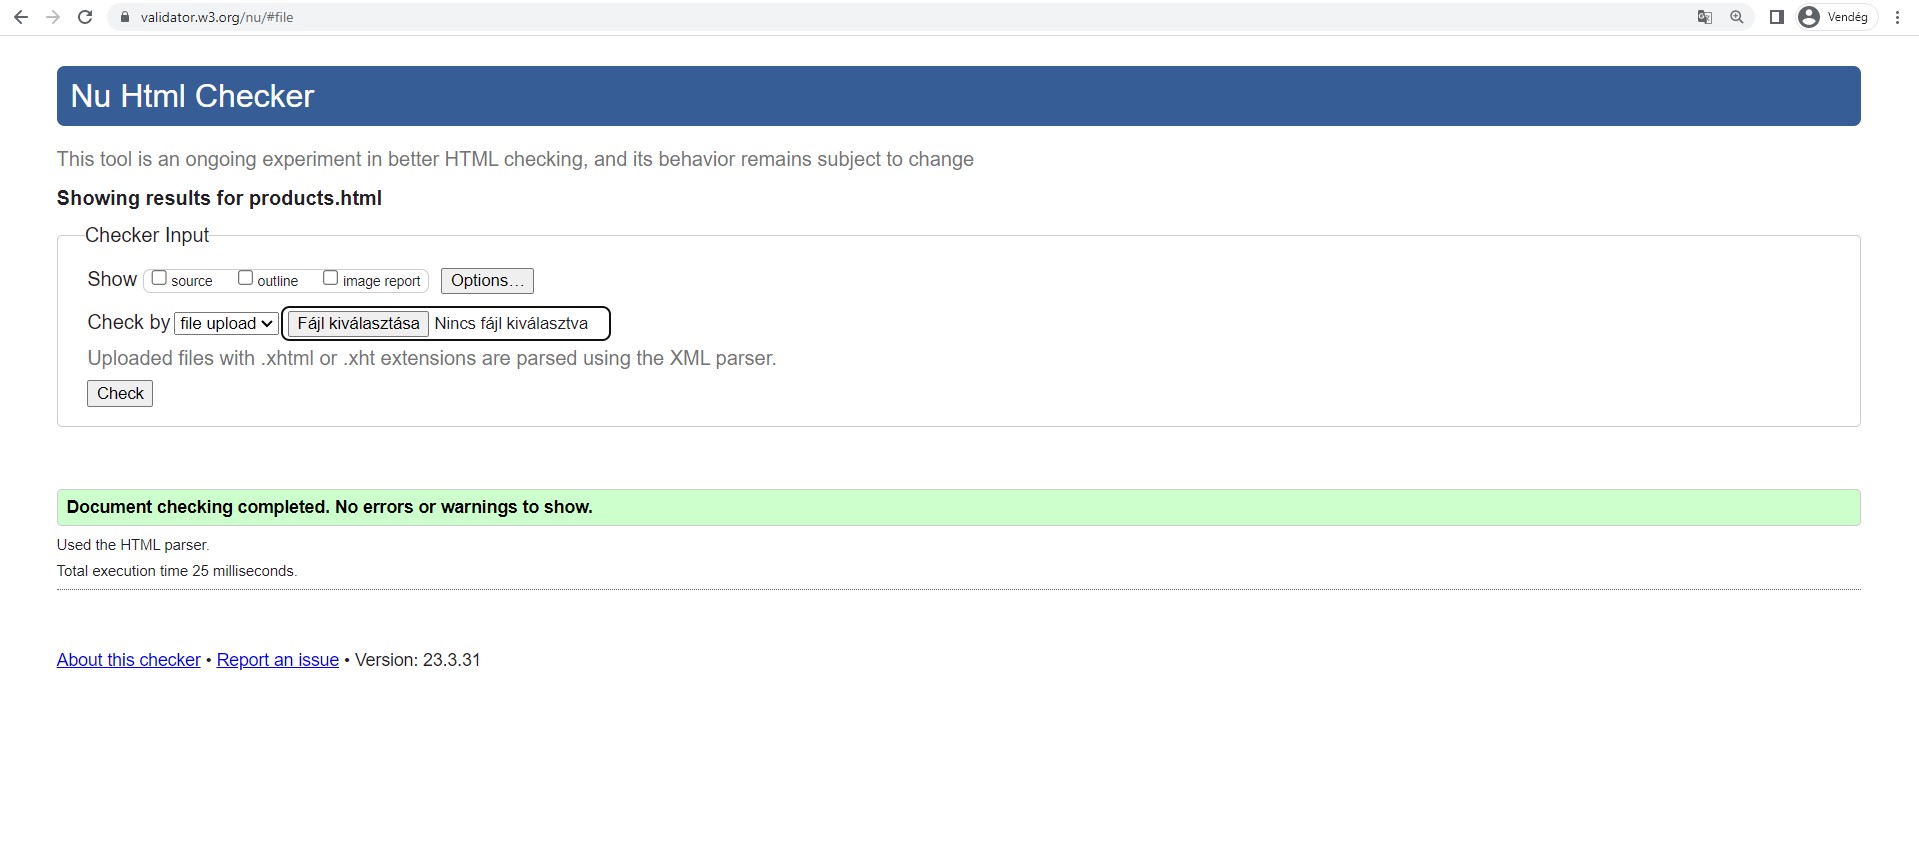 validator.w3.org/nu/#file
Vendég
Nu Html Checker
This tool is an ongoing experiment in better HTML checking, and its behavior remains subject to change
Showing results for products.html
Checker Input
Show source outline image report Options...
Check by file upload Fájl kiválasztása Nincs fájl kiválasztva
Uploaded files with .xhtml or .xht extensions are parsed using the XML parser.
Check
Document checking completed. No errors or warnings to show.
Used the HTML parser.
Total execution time 25 milliseconds.
About this checker • Report an issue • Version: 23.3.31